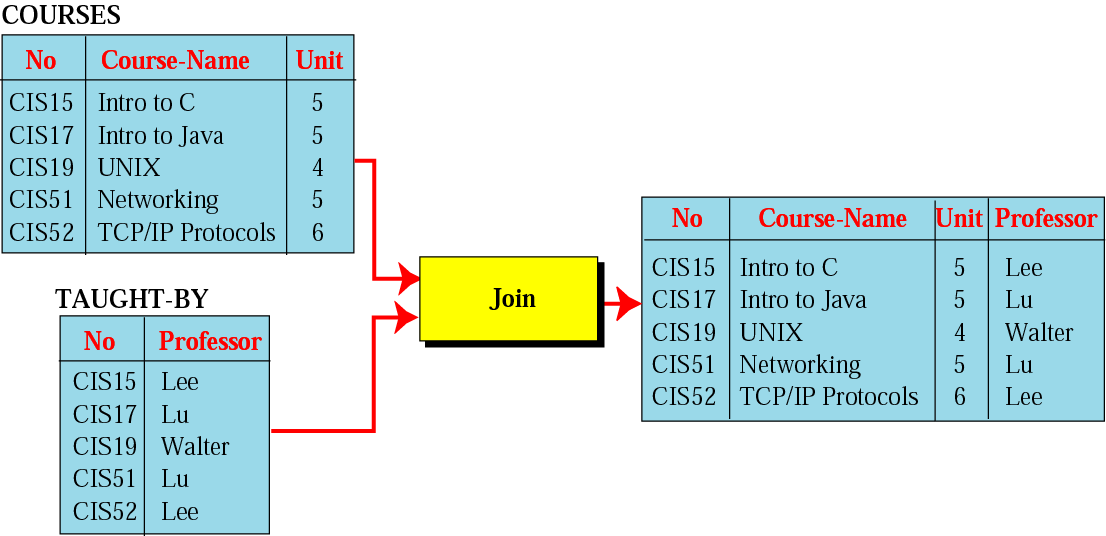 COURSES
No Course-Name Unit
CIS15 Intro to C 5
CIS17 Intro to Java 5
CIS19 UNIX 4
CIS51 Networking 5
CIS52 TCP/IP Protocols 6
TAUGHT-BY
No Professor
CIS15 Lee
CIS17 Lu
CIS19 Walter
CIS51 Lu
CIS52 Lee
Join
No Course-Name Unit Professor
CIS15 Intro to C 5 Lee
CIS17 Intro to Java 5 Lu
CIS19 UNIX 4 Walter
CIS51 Networking 5 Lu
CIS52 TCP/IP Protocols 6 Lee